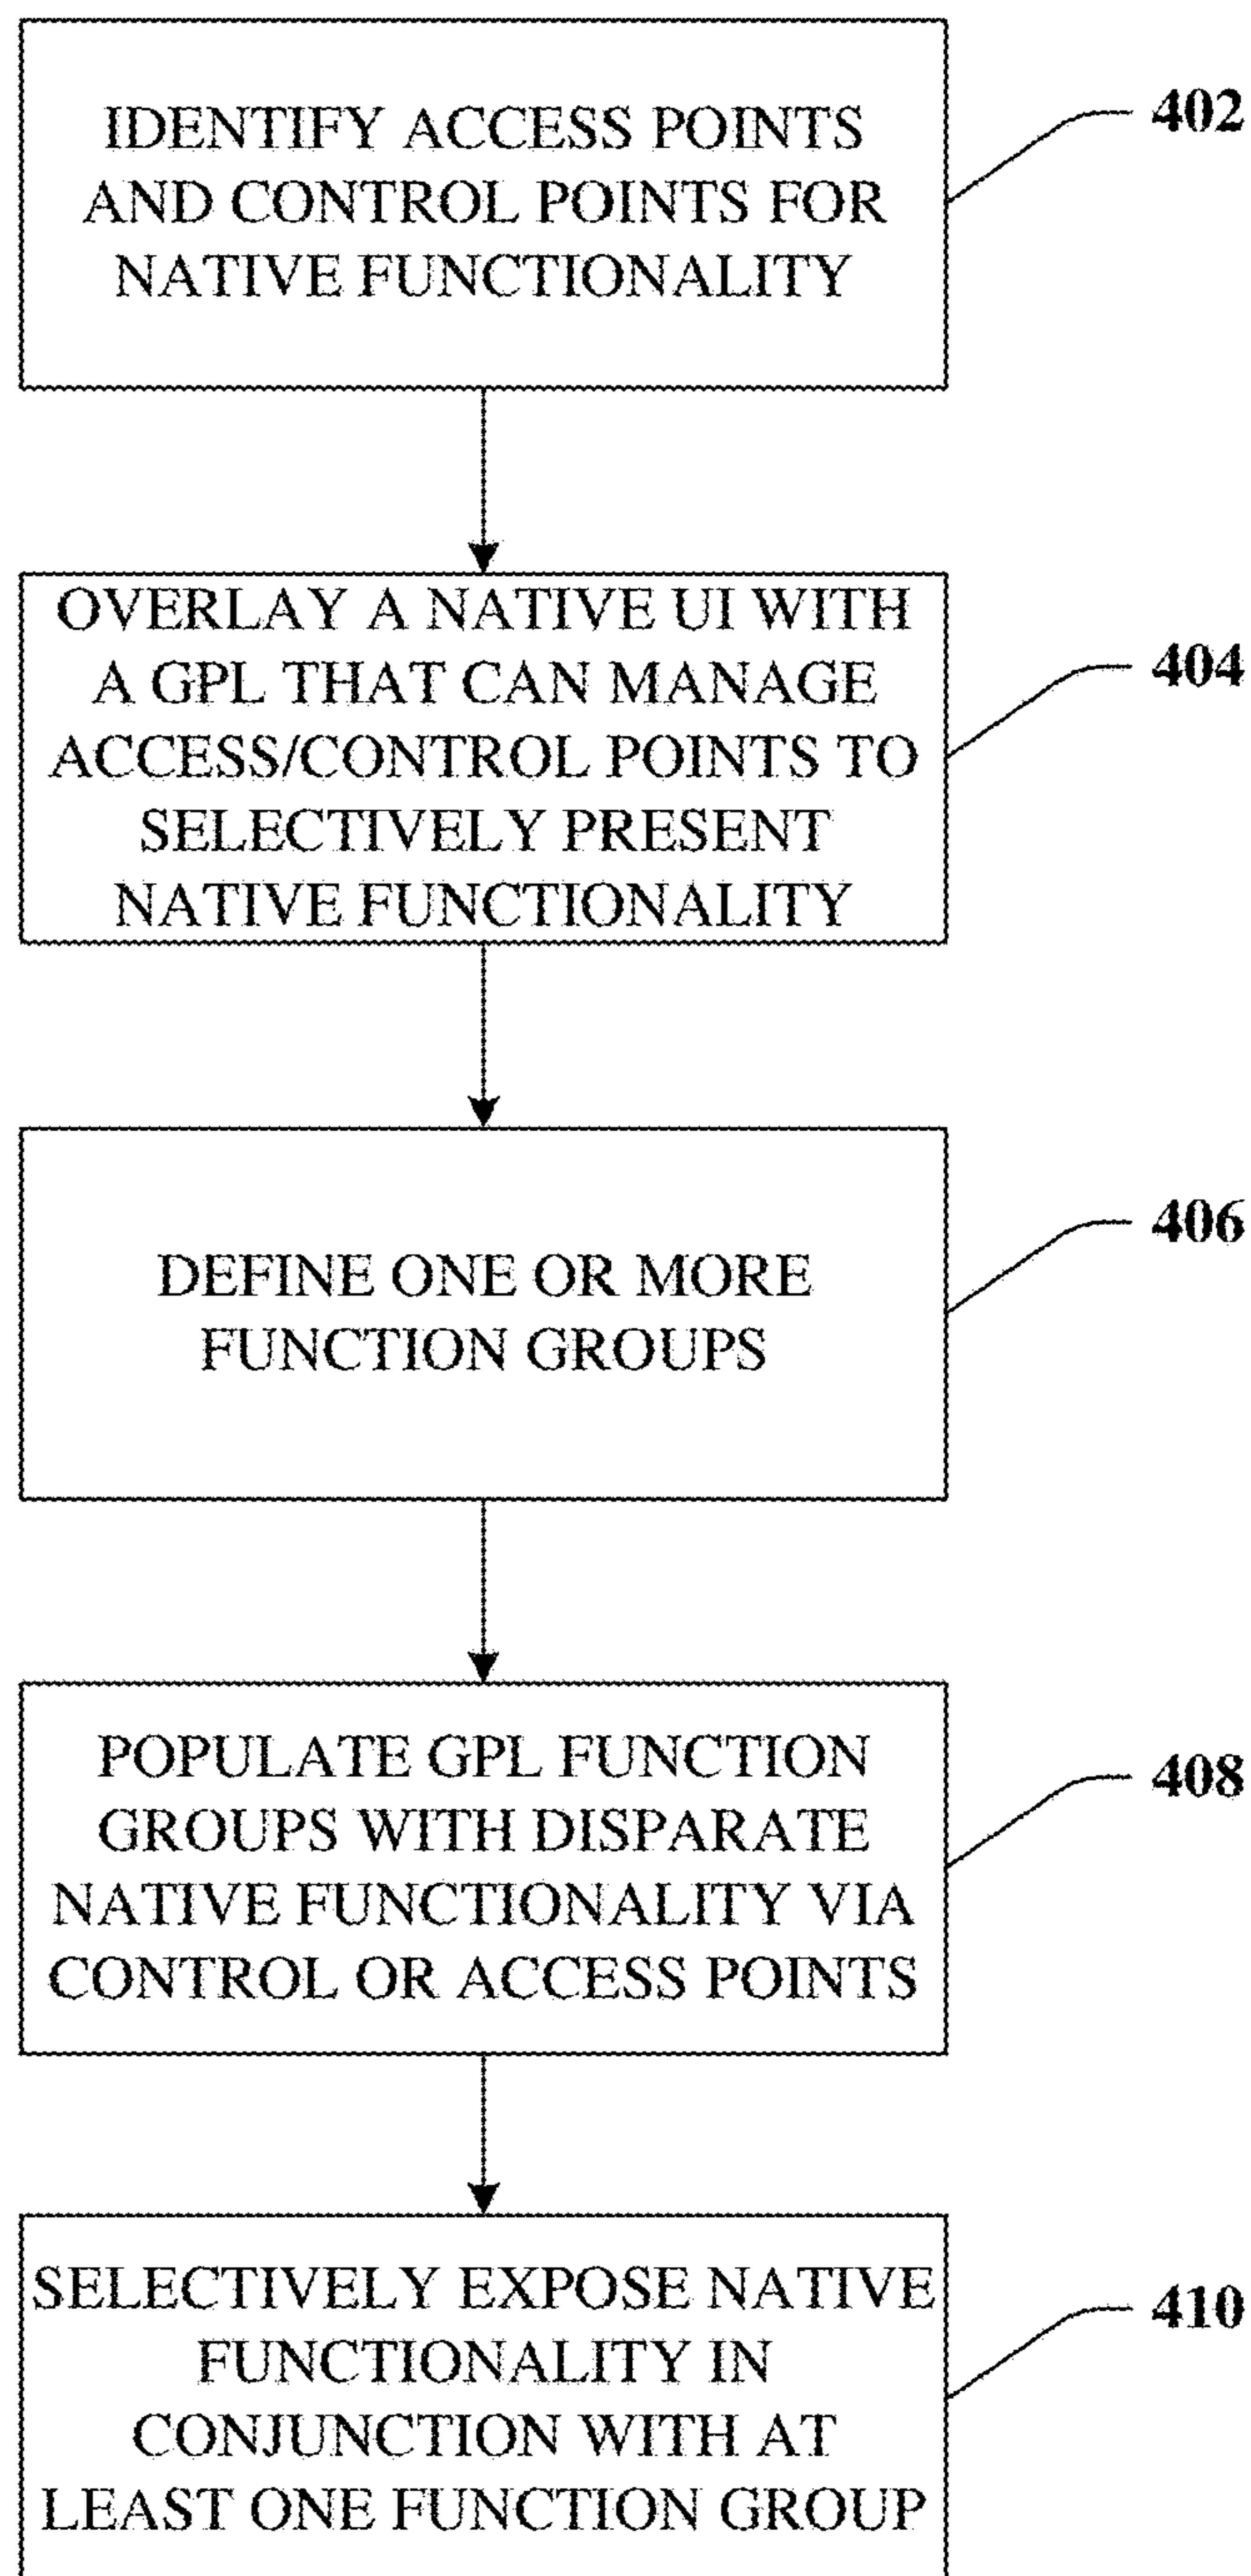 IDENTIFY ACCESS POINTS
AND CONTROL POINTS FOR
NATIVE FUNCTIONALITY
402
OVERLAY A NATIVE UI WITH
A GPL THAT CAN MANAGE
ACCESS/CONTROL POINTS TO
SELECTIVELY PRESENT
NATIVE FUNCTIONALITY
404
DEFINE ONE OR MORE
FUNCTION GROUPS
406
POPULATE GPL FUNCTION
GROUPS WITH DISPARATE
NATIVE FUNCTIONALITY VIA
CONTROL OR ACCESS POINTS
408
SELECTIVELY EXPOSE NATIVE
FUNCTIONALITY IN
CONJUNCTION WITH AT
LEAST ONE FUNCTION GROUP
410